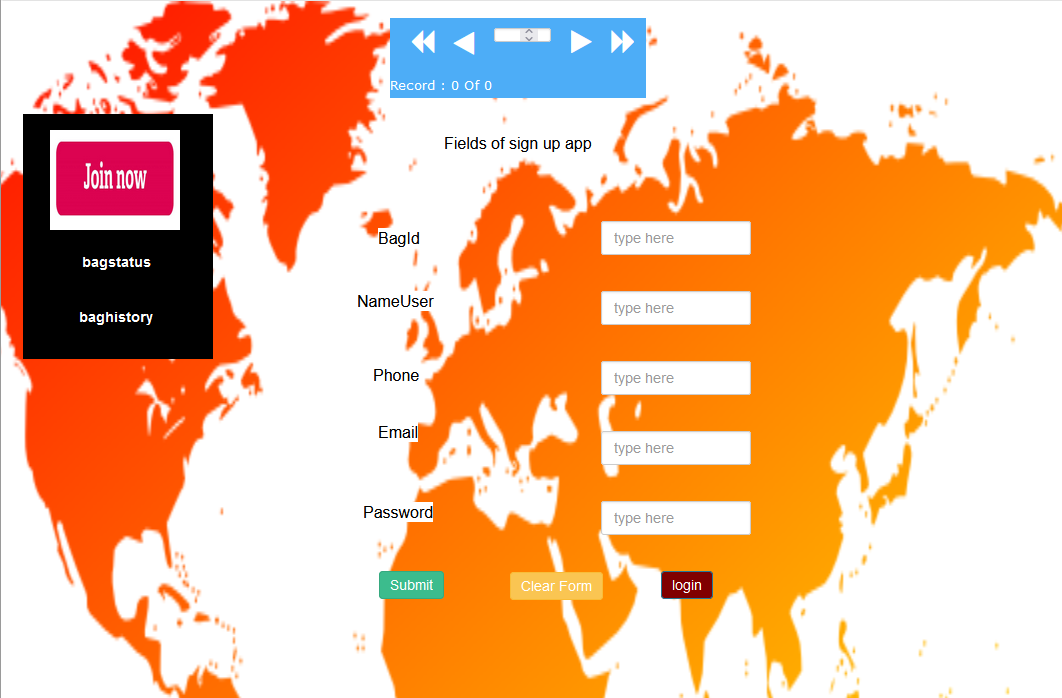 Record : 0 Of 0
Fields of sign up app
Join now
bagstatus
baghistory
BagId
type here
NameUser
type here
Phone
type here
Email
type here
Password
type here
Submit
Clear Form
login